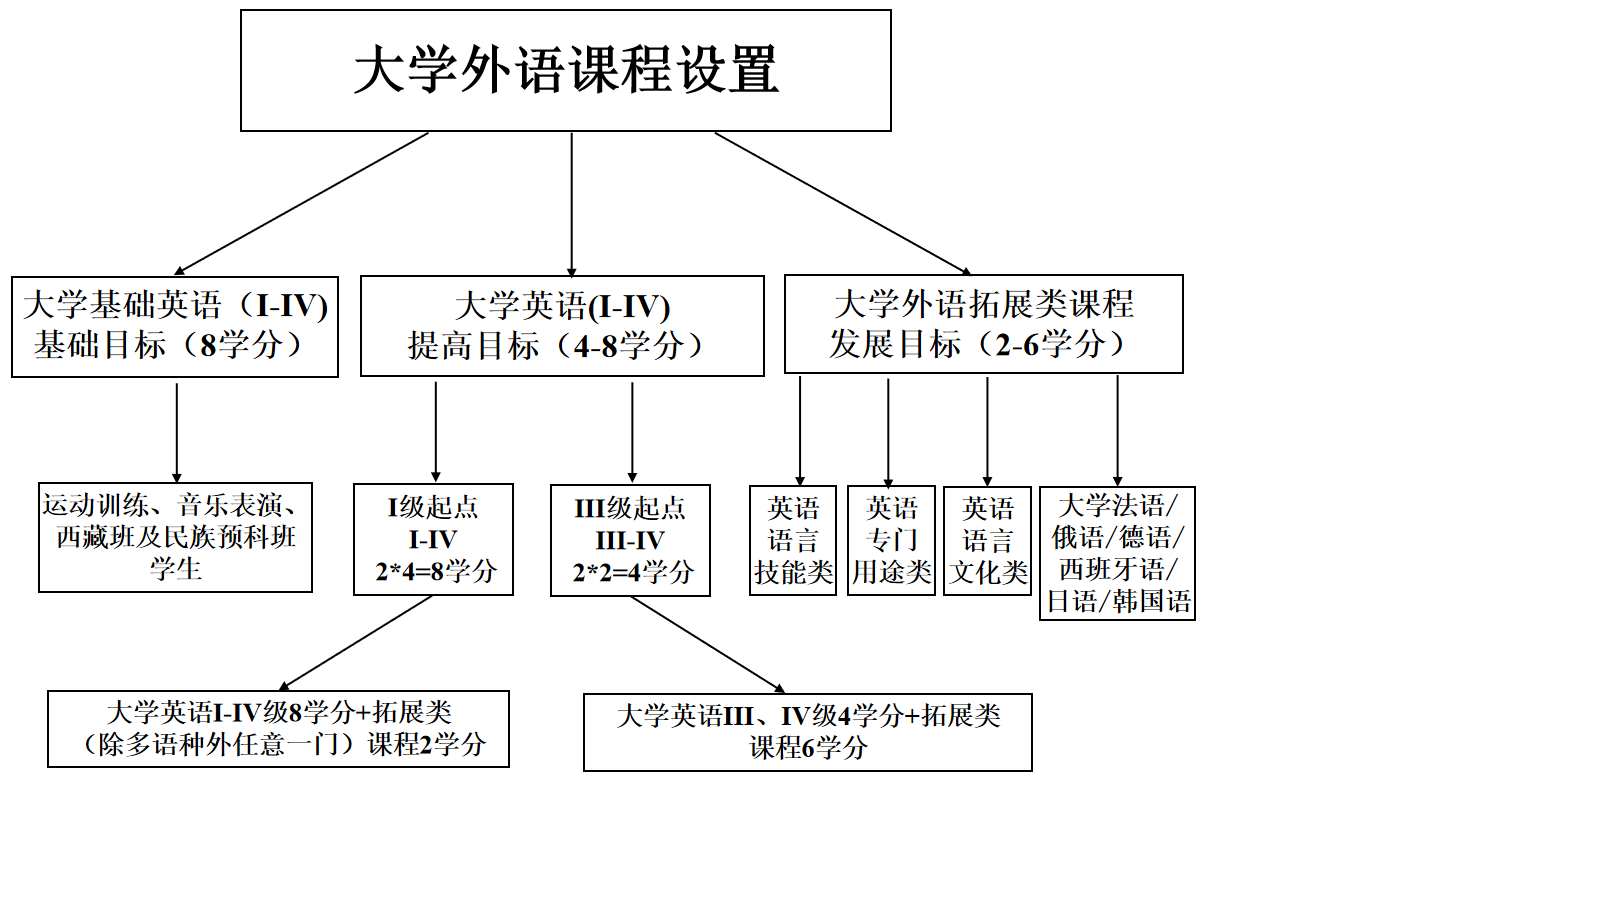 大学外语课程设置
大学基础英语（I-IV)
基础目标（8学分）
大学英语(I-IV)
提高目标（4-8学分）
大学外语拓展类课程
发展目标（2-6学分）
运动训练、音乐表演、
西藏班及民族预科班
学生
I级起点
I-IV
2*4=8学分
III级起点
III-IV
2*2=4学分
英语
语言
技能类
英语
专门
用途类
英语
语言
文化类
大学法语/
俄语/德语/
西班牙语/
日语/韩国语
大学英语I-IV级8学分+拓展类
（除多语种外任意一门）课程2学分
大学英语III、IV级4学分+拓展类
课程6学分